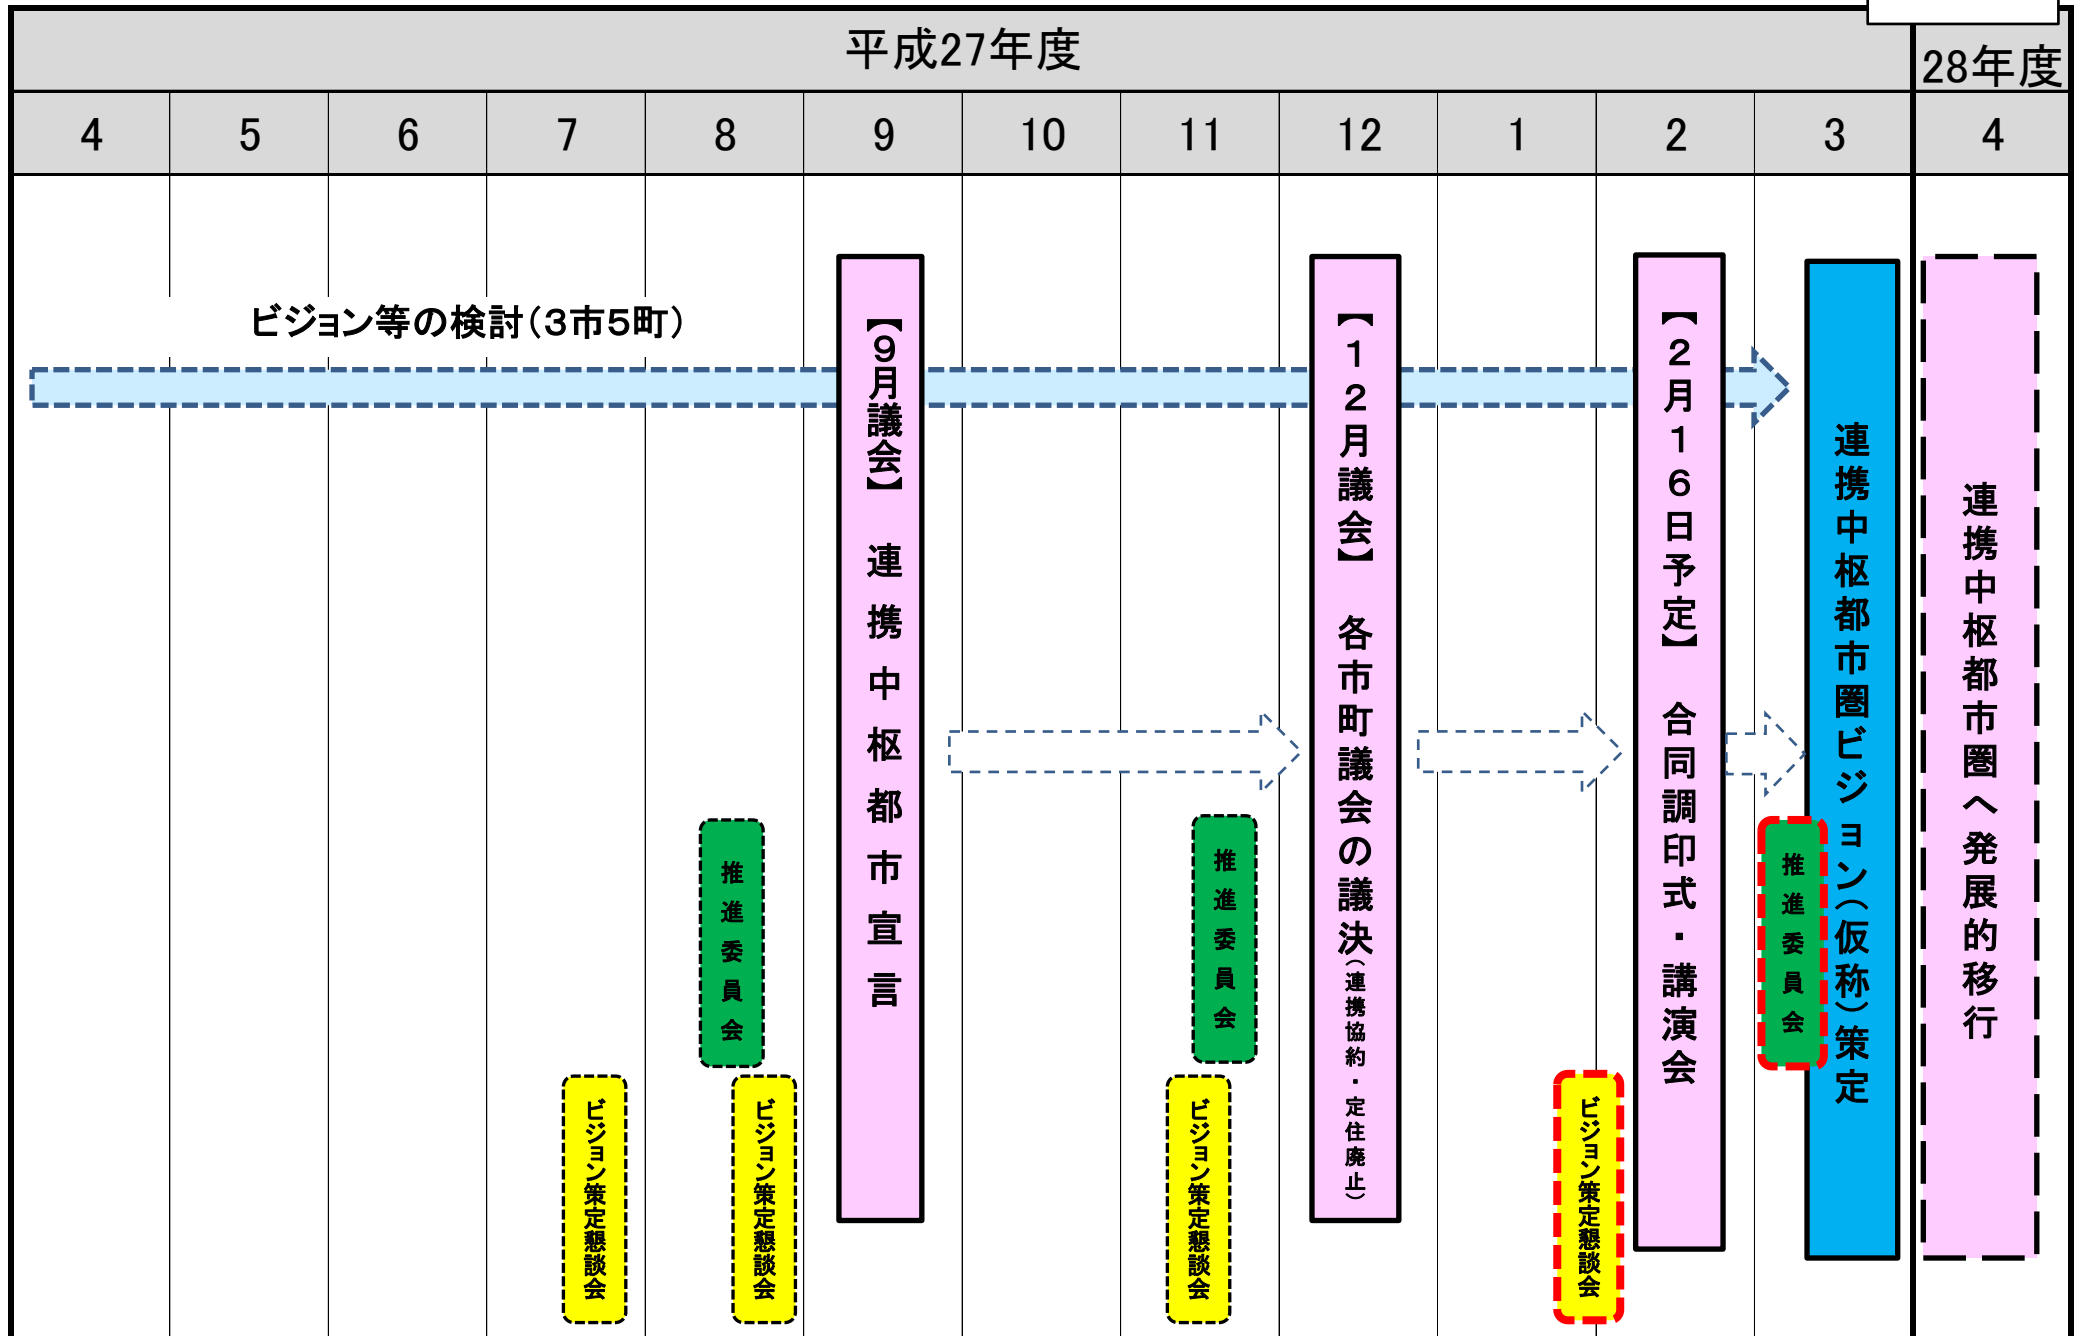 平成27年度
28年度
4 5 6 7 8 9 10 11 12 1 2 3 4
ビジョン等の検討（3市5町）
【9月議会】 連携中枢都市宣言
【12月議会】 各市町議会の議決（連携協約・定住廃止）
【2月16日予定】 合同調印式・講演会
連携中枢都市圏ビジョン（仮称）策定
連携中枢都市圏へ発展的移行
推進委員会
推進委員会
推進委員会
ビジョン策定懇談会
ビジョン策定懇談会
ビジョン策定懇談会
ビジョン策定懇談会